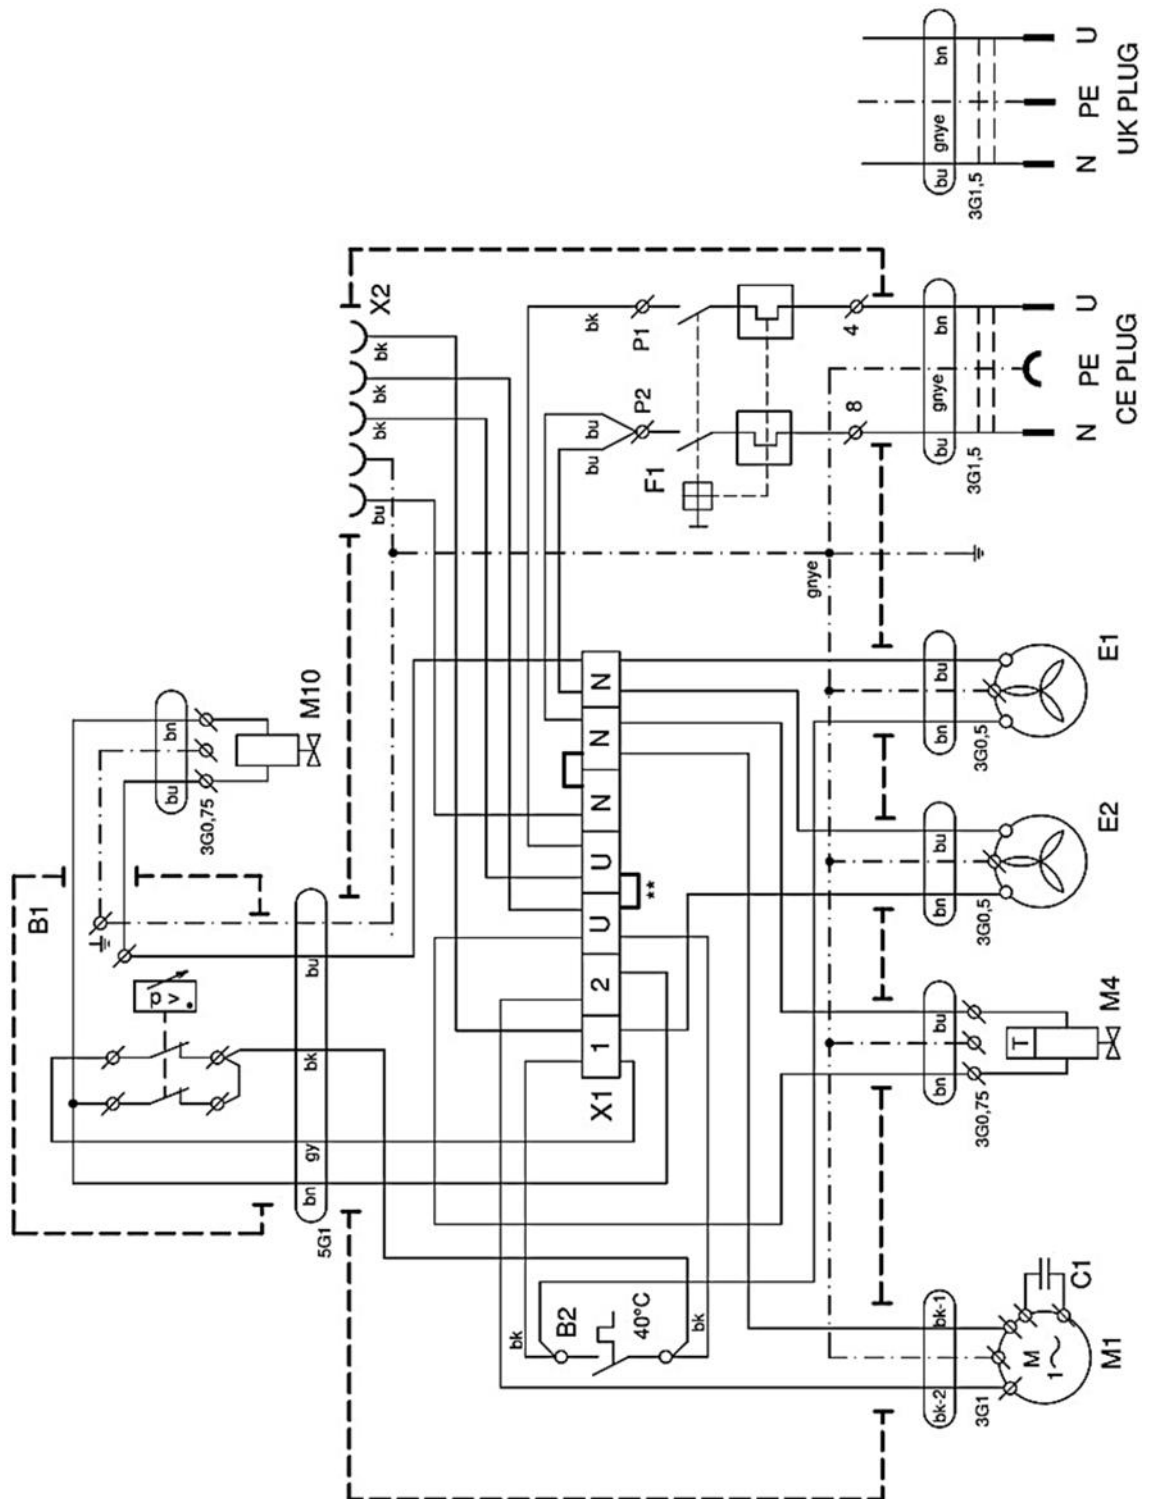 B1
p
v
bn
gy
bk
bu
5G1
bu
bn
3G0,75
M10
X2
bu
bk
bk
bk
bk
B2
40°C
bk
X1
1
2
U
U
N
N
N
**
bk
P1
bu
bu
P2
F1
4
8
gnye
bu
gnye
bn
3G1,5
N
PE
U
CE PLUG
bu
gnye
bn
3G1,5
N
PE
U
UK PLUG
bk-2
bk-1
3G1
M
1~
C1
M1
bn
bu
3G0,75
T
M4
bn
bu
3G0,5
E2
bn
bu
3G0,5
E1